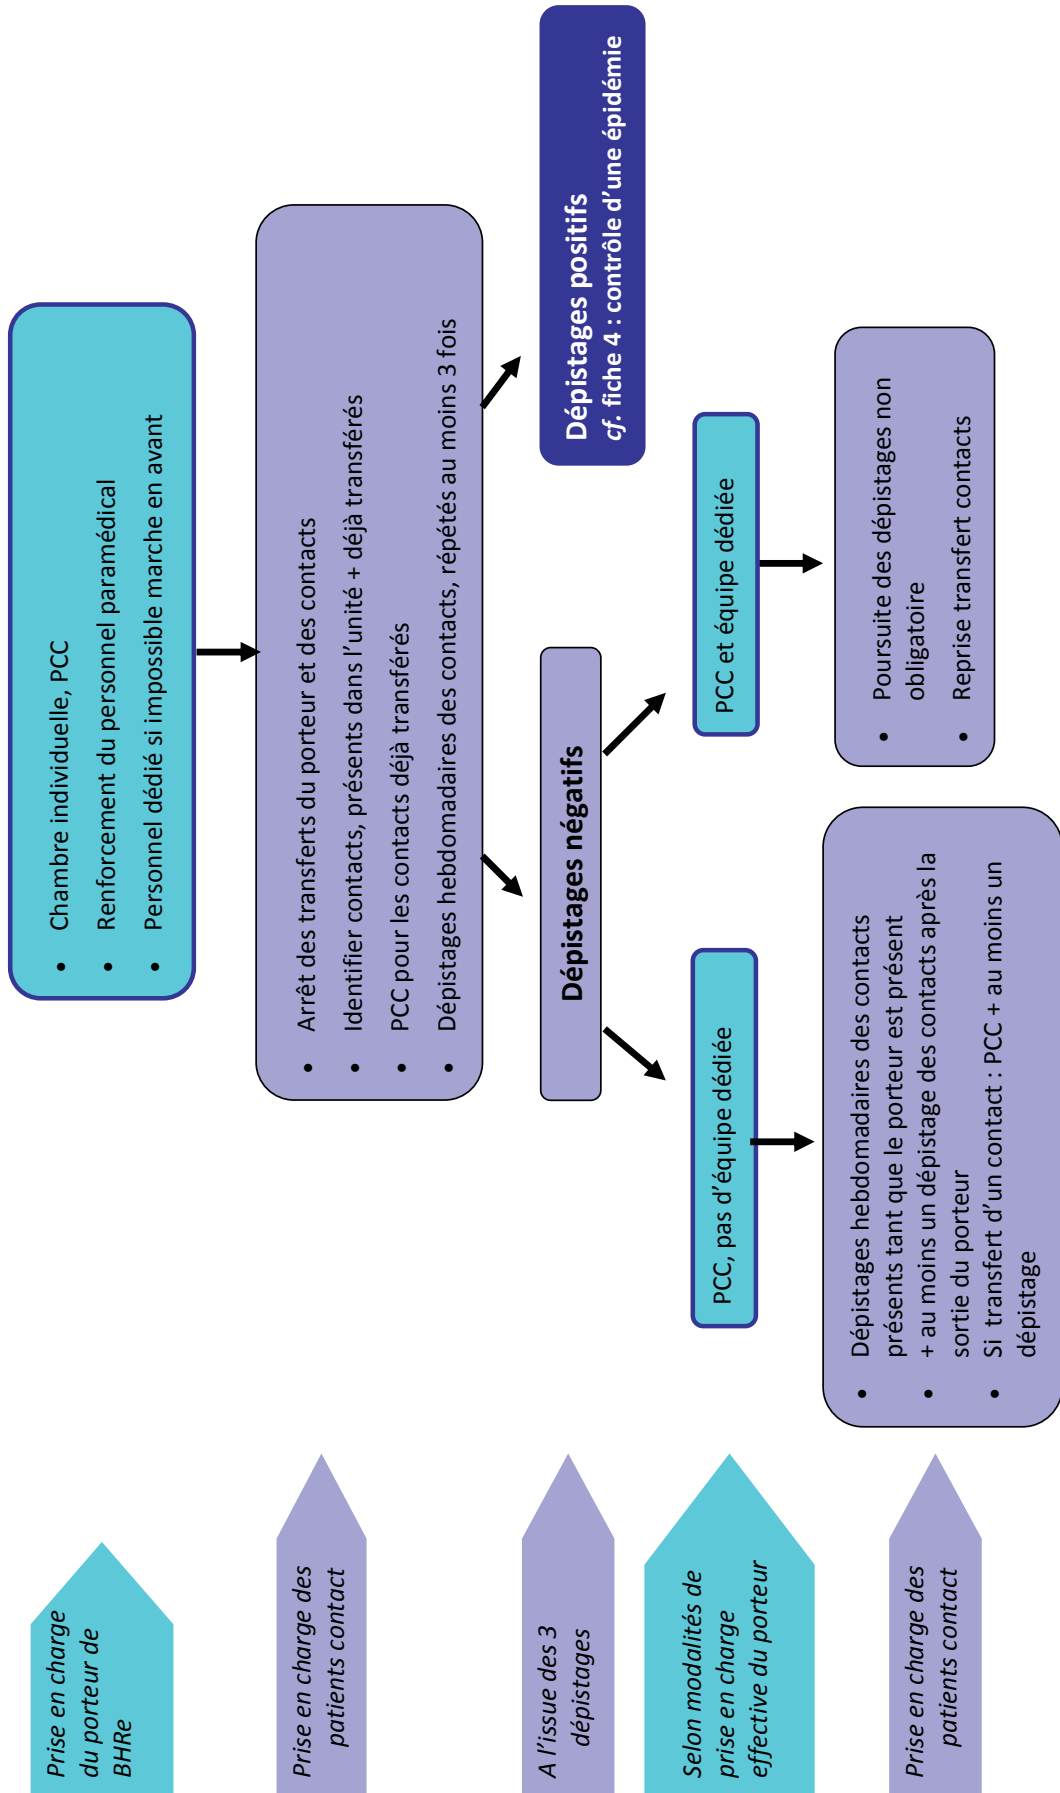 Prise en charge
du porteur de
BHRe
• Chambre individuelle, PCC
• Renforcement du personnel paramédical
• Personnel dédié si impossible marche en avant
Prise en charge des
patients contact
• Arrêt des transferts du porteur et des contacts
• Identifier contacts, présents dans l'unité + déjà transférés
• PCC pour les contacts déjà transférés
• Dépistages hebdomadaires des contacts, répétés au moins 3 fois
A l'issue des 3
dépistages
Dépistages négatifs
Dépistages positifs
cf. fiche 4 : contrôle d'une épidémie
Selon modalités de
prise en charge
effective du porteur
PCC, pas d'équipe dédiée
PCC et équipe dédiée
Prise en charge des
patients contact
• Dépistages hebdomadaires des contacts
présents tant que le porteur est présent
• + au moins un dépistage des contacts après la
sortie du porteur
• Si transfert d'un contact : PCC + au moins un
dépistage
• Poursuite des dépistages non
obligatoire
• Reprise transfert contacts